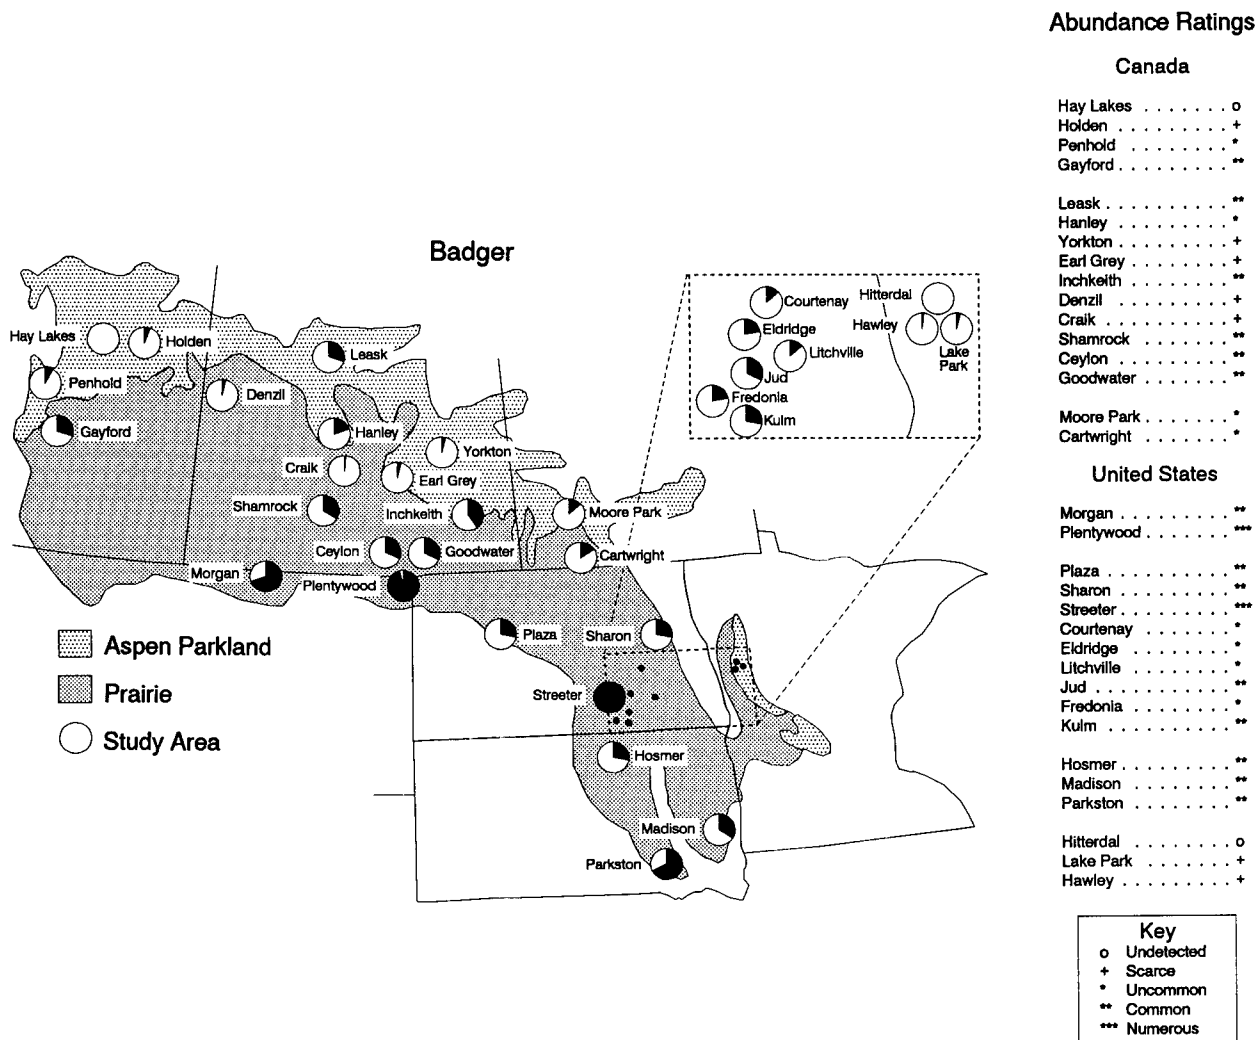 Badger
Hay Lakes
Holden
Penhold
Gayford
Leask
Denzil
Hanley
Craik
Yorkton
Earl Grey
Shamrock
Inchkeith
Moore Park
Ceylon
Goodwater
Cartwright
Morgan
Plentywood
Plaza
Sharon
Streeter
Hosmer
Madison
Parkston
Courtenay
Eldridge
Litchville
Jud
Fredonia
Kulm
Hitterdal
Hawley
Lake
Park
Aspen Parkland
Prairie
Study Area
Abundance Ratings
Canada
Hay Lakes . . . . . . . . o
Holden . . . . . . . . . +
Penhold . . . . . . . . . *
Gayford . . . . . . . . . **
Leask . . . . . . . . . . **
Hanley . . . . . . . . . *
Yorkton . . . . . . . . . +
Earl Grey . . . . . . . . +
Inchkeith . . . . . . . . **
Denzil . . . . . . . . . +
Craik . . . . . . . . . . +
Shamrock . . . . . . . **
Ceylon . . . . . . . . . **
Goodwater . . . . . . . **
Moore Park . . . . . . . *
Cartwright . . . . . . . *
United States
Morgan . . . . . . . . . **
Plentywood . . . . . . . ***
Plaza . . . . . . . . . . **
Sharon . . . . . . . . . **
Streeter . . . . . . . . . ***
Courtenay . . . . . . . *
Eldridge . . . . . . . . *
Litchville . . . . . . . . *
Jud . . . . . . . . . . . **
Fredonia . . . . . . . . *
Kulm . . . . . . . . . . **
Hosmer . . . . . . . . . **
Madison . . . . . . . . **
Parkston . . . . . . . . **
Hitterdal . . . . . . . . o
Lake Park . . . . . . . +
Hawley . . . . . . . . . +
Key
o Undetected
+ Scarce
* Uncommon
** Common
*** Numerous